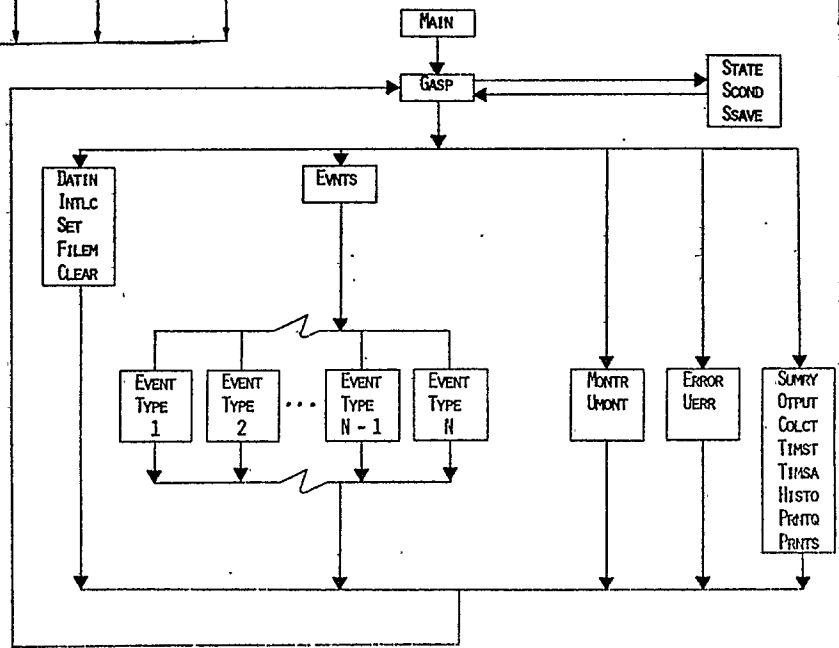 MAIN
GASP
STATE
SCOND
SSAVE
DATIN
INTLC
SET
FILEM
CLEAR
EVNTS
EVENT
TYPE
1
EVENT
TYPE
2
...
EVENT
TYPE
N - 1
EVENT
TYPE
N
MONTR
UMONT
ERROR
UERR
SUMRY
OTPUT
COLCT
TIMST
TIMSA
HISTO
PRNTQ
PRNTS